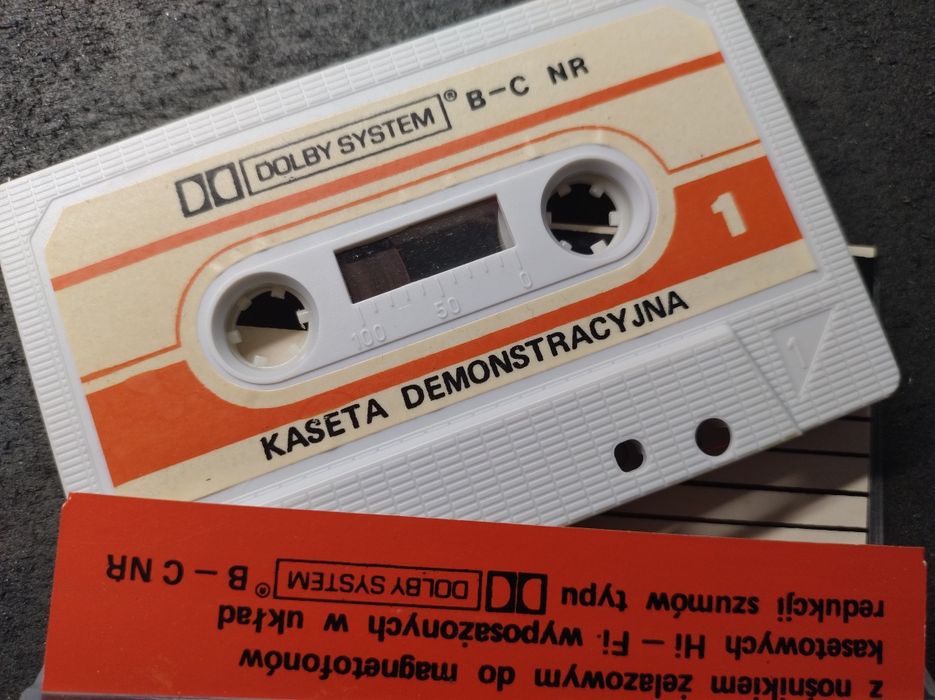 DOLBY SYSTEM® B-C NR
1
100 50 0
KASETA DEMONSTRACYJNA
1
z nośnikiem żelazowym do magnetofonów
kasetowych Hi – Fi wyposażonych w układ
redukcji szumów typu DOLBY SYSTEM® B – C NR